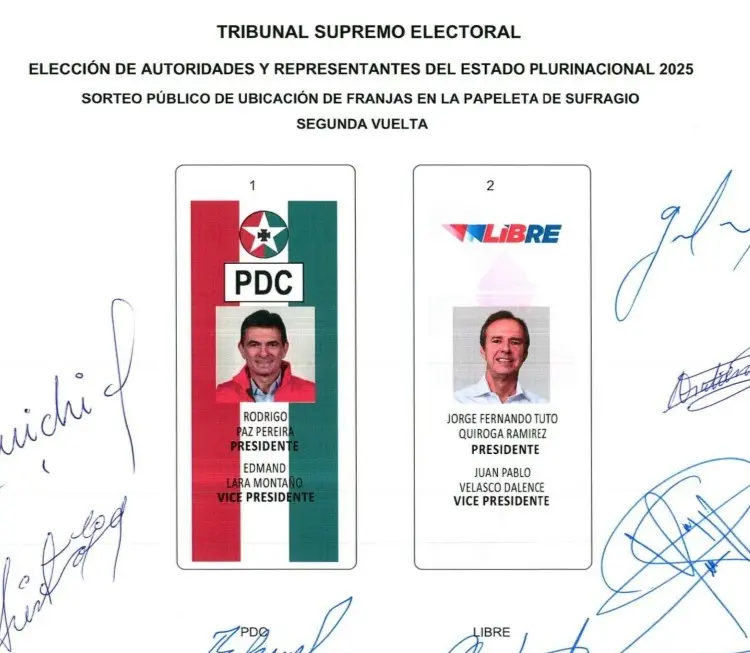 TRIBUNAL SUPREMO ELECTORAL
ELECCIÓN DE AUTORIDADES Y REPRESENTANTES DEL ESTADO PLURINACIONAL 2025
SORTEO PÚBLICO DE UBICACIÓN DE FRANJAS EN LA PAPELETA DE SUFRAGIO
SEGUNDA VUELTA
1
PDC
RODRIGO
PAZ PEREIRA
PRESIDENTE
EDMAND
LARA MONTAÑO
VICE PRESIDENTE
2
LiBRE
JORGE FERNANDO TUTO
QUIROGA RAMIREZ
PRESIDENTE
JUAN PABLO
VELASCO DALENCE
VICE PRESIDENTE
PDC
LIBRE